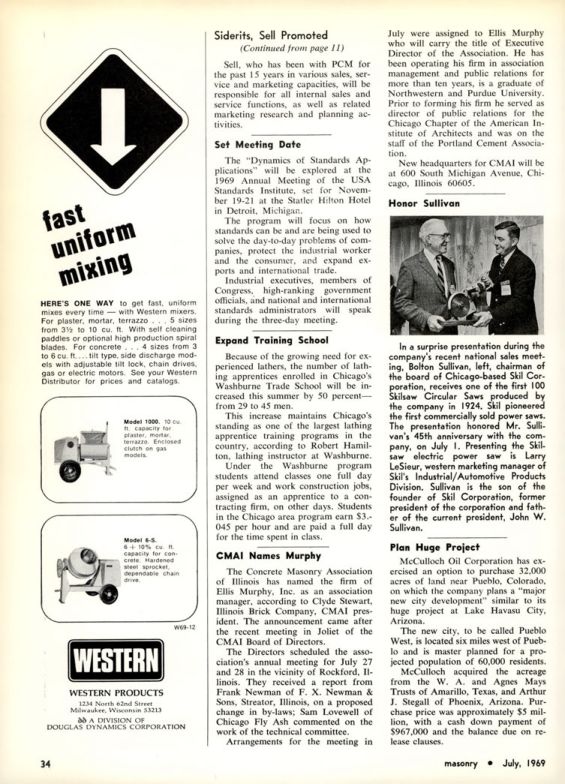 fast
uniform
mixing
HERE'S ONE WAY to get fast, uniform
mixes every time — with Western mixers.
For plaster, mortar, terrazzo . . . 5 sizes
from 3½ to 10 cu. ft. With self cleaning
paddles or optional high production spiral
blades. For concrete . . . 4 sizes from 3
to 6 cu. ft. . . . tilt type, side discharge mod-
els with adjustable tilt lock, chain drives,
gas or electric motors. See your Western
Distributor for prices and catalogs.
Model 1000. 10 cu.
ft. capacity for
plaster, mortar,
terrazzo. Enclosed
clutch on gas
models.
Model 6-S.
6 + 10% cu. ft.
capacity for con-
crete. Hardened
steel sprocket,
dependable chain
drive.
W69-12
WESTERN
WESTERN PRODUCTS
1234 North 62nd Street
Milwaukee, Wisconsin 53213
A DIVISION OF
DOUGLAS DYNAMICS CORPORATION
34
Siderits, Sell Promoted
(Continued from page 11)
Sell, who has been with PCM for
the past 15 years in various sales, ser-
vice and marketing capacities, will be
responsible for all internal sales and
service functions, as well as related
marketing research and planning ac-
tivities.
Set Meeting Date
The "Dynamics of Standards Ap-
plications" will be explored at the
1969 Annual Meeting of the USA
Standards Institute, set for Novem-
ber 19-21 at the Statler Hilton Hotel
in Detroit, Michigan.
The program will focus on how
standards can be and are being used to
solve the day-to-day problems of com-
panies, protect the industrial worker
and the consumer, and expand ex-
ports and international trade.
Industrial executives, members of
Congress, high-ranking government
officials, and national and international
standards administrators will speak
during the three-day meeting.
Expand Training School
Because of the growing need for ex-
perienced lathers, the number of lath-
ing apprentices enrolled in Chicago's
Washburne Trade School will be in-
creased this summer by 50 percent—
from 29 to 45 men.
This increase maintains Chicago's
standing as one of the largest lathing
apprentice training programs in the
country, according to Robert Hamil-
ton, lathing instructor at Washburne.
Under the Washburne program
students attend classes one full day
per week and work construction jobs,
assigned as an apprentice to a con-
tracting firm, on other days. Students
in the Chicago area program earn $3.-
045 per hour and are paid a full day
for the time spent in class.
CMAI Names Murphy
The Concrete Masonry Association
of Illinois has named the firm of
Ellis Murphy, Inc. as an association
manager, according to Clyde Stewart,
Illinois Brick Company, CMAI pres-
ident. The announcement came after
the recent meeting in Joliet of the
CMAI Board of Directors.
The Directors scheduled the asso-
ciation's annual meeting for July 27
and 28 in the vicinity of Rockford, Il-
linois. They received a report from
Frank Newman of F. X. Newman &
Sons, Streator, Illinois, on a proposed
change in by-laws; Sam Lovewell of
Chicago Fly Ash commented on the
work of the technical committee.
Arrangements for the meeting in
July were assigned to Ellis Murphy
who will carry the title of Executive
Director of the Association. He has
been operating his firm in association
management and public relations for
more than ten years, is a graduate of
Northwestern and Purdue University.
Prior to forming his firm he served as
director of public relations for the
Chicago Chapter of the American In-
stitute of Architects and was on the
staff of the Portland Cement Associa-
tion.
New headquarters for CMAI will be
at 600 South Michigan Avenue, Chi-
cago, Illinois 60605.
Honor Sullivan
In a surprise presentation during the
company's recent national sales meet-
ing, Bolton Sullivan, left, chairman of
the board of Chicago-based Skil Cor-
poration, receives one of the first 100
Skilsaw Circular Saws produced by
the company in 1924. Skil pioneered
the first commercially sold power saws.
The presentation honored Mr. Sulli-
van's 45th anniversary with the com-
pany, on July 1. Presenting the Skil-
saw electric power saw is Larry
LeSieur, western marketing manager of
Skil's Industrial/Automotive Products
Division. Sullivan is the son of the
founder of Skil Corporation, former
president of the corporation and fath-
er of the current president, John W.
Sullivan.
Plan Huge Project
McCulloch Oil Corporation has ex-
ercised an option to purchase 32,000
acres of land near Pueblo, Colorado,
on which the company plans a "major
new city development" similar to its
huge project at Lake Havasu City,
Arizona.
The new city, to be called Pueblo
West, is located six miles west of Pueb-
lo and is master planned for a pro-
jected population of 60,000 residents.
McCulloch acquired the acreage
from the W. A. and Agnes Mays
Trusts of Amarillo, Texas, and Arthur
J. Stegall of Phoenix, Arizona. Pur-
chase price was approximately $5 mil-
lion, with a cash down payment of
$967,000 and the balance due on re-
lease clauses.
masonry • July, 1969